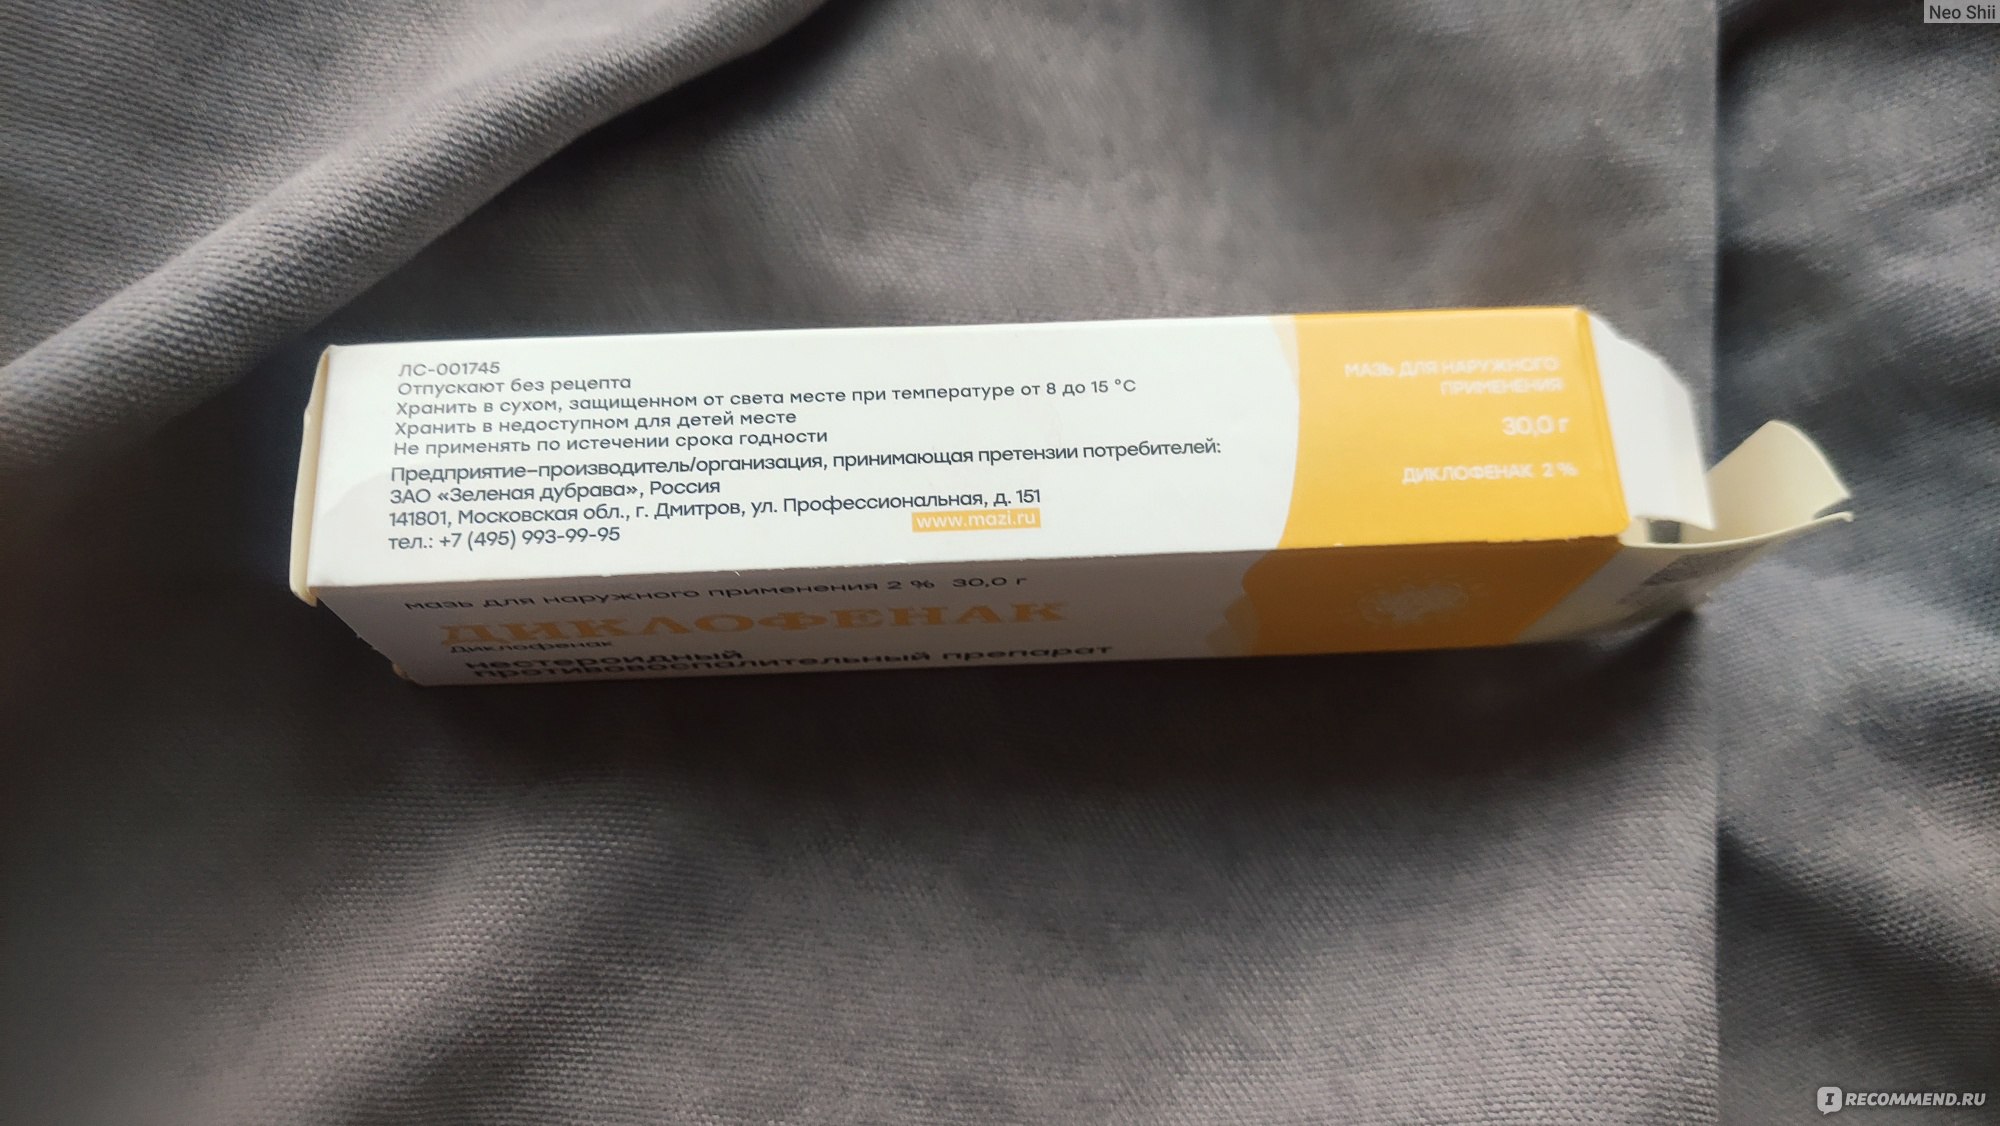 Neo Shii
ЛС-001745
Отпускают без рецепта
Хранить в сухом, защищенном от света месте при температуре от 8 до 15 °С
Хранить в недоступном для детей месте
Не применять по истечении срока годности
Предприятие–производитель/организация, принимающая претензии потребителей:
ЗАО «Зеленая дубрава», Россия
141801, Московская обл., г. Дмитров, ул. Профессиональная, д. 151
тел.: +7 (495) 993-99-95
www.mazi.ru
МАЗЬ ДЛЯ НАРУЖНОГО
ПРИМЕНЕНИЯ
30,0 г
ДИКЛОФЕНАК 2 %
мазь для наружного применения 2 % 30,0 г
ДИКЛОФЕНАК
Диклофенак
нестероидный
противовоспалительный препарат
IRECOMMEND.RU